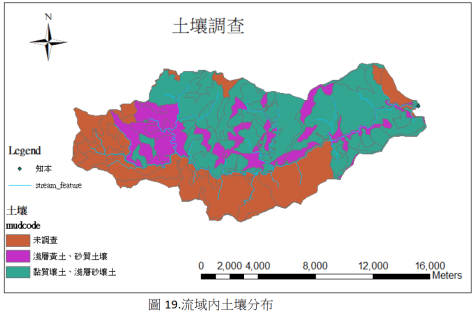 土壤調查
N
Legend
知本
stream_feature
土壤
mudcode
未調查
淺層黃土、砂質土壤
黏質壤土、淺層砂壤土
0 2,000 4,000 8,000 12,000 16,000
Meters
圖 19.流域內土壤分布